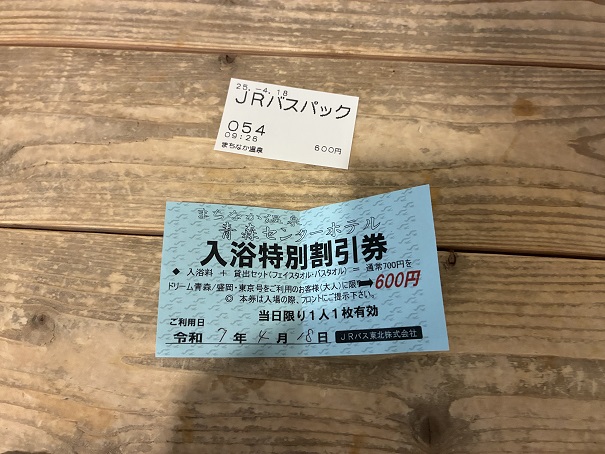 25.-4.18
JRバスパック
054
09:26
まちなか温泉 600円
まちなか温泉
青森センターホテル
入浴特別割引券
◆ 入浴料 + 貸出セット(フェイスタオル・バスタオル) = 通常700円を
ドリーム青森/盛岡・東京号をご利用のお客様(大人)に限り➡600円
◎ 本券は入場の際、フロントにご提示下さい。
当日限り1人1枚有効
ご利用日
令和 7 年 4 月 18 日 JRバス東北株式会社